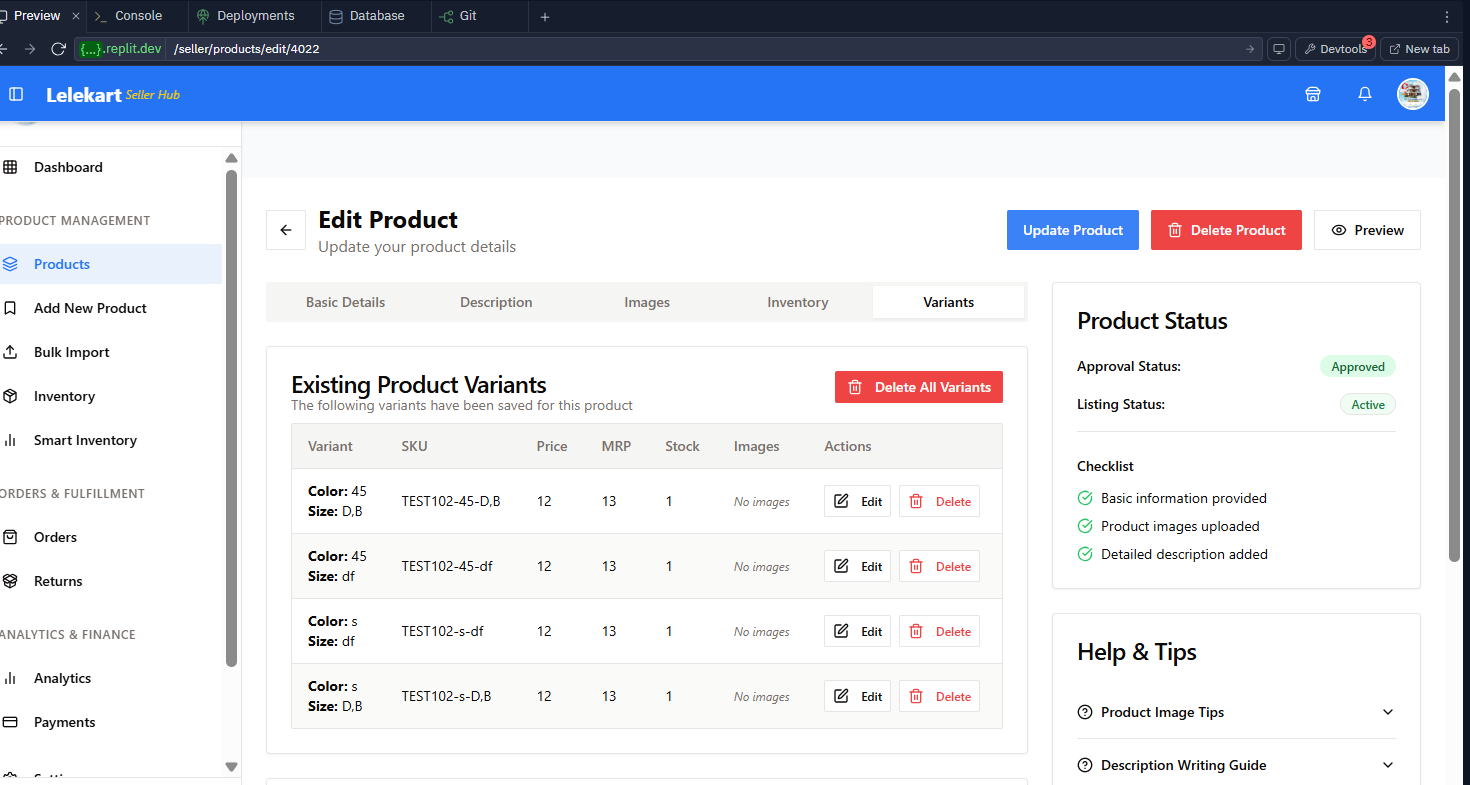 Preview
Console
Deployments
Database
Git
{...}.replit.dev /seller/products/edit/4022
Devtools 3
New tab
Lelekart Seller Hub
Dashboard
PRODUCT MANAGEMENT
Products
Add New Product
Bulk Import
Inventory
Smart Inventory
ORDERS & FULFILLMENT
Orders
Returns
ANALYTICS & FINANCE
Analytics
Payments
Edit Product
Update your product details
Update Product
Delete Product
Preview
Basic Details
Description
Images
Inventory
Variants
Existing Product Variants
The following variants have been saved for this product
Delete All Variants
Variant SKU Price MRP Stock Images Actions
Color: 45
Size: D,B
TEST102-45-D,B 12 13 1 No images Edit Delete
Color: 45
Size: df
TEST102-45-df 12 13 1 No images Edit Delete
Color: s
Size: df
TEST102-s-df 12 13 1 No images Edit Delete
Color: s
Size: D,B
TEST102-s-D,B 12 13 1 No images Edit Delete
Product Status
Approval Status: Approved
Listing Status: Active
Checklist
Basic information provided
Product images uploaded
Detailed description added
Help & Tips
Product Image Tips
Description Writing Guide